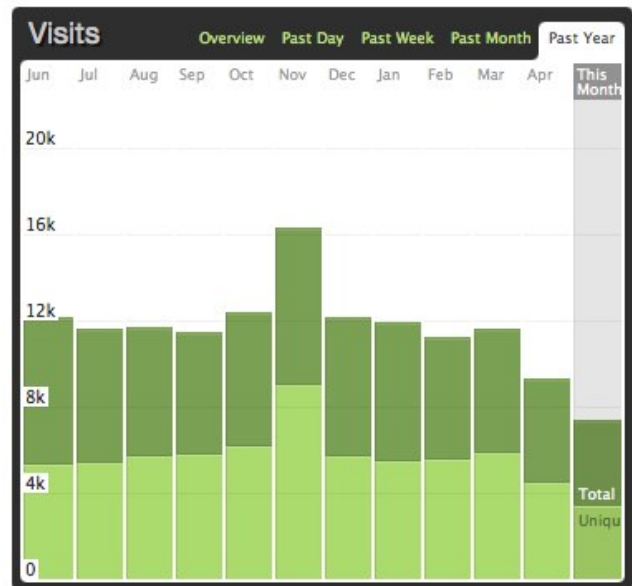 Visits Overview Past Day Past Week Past Month Past Year
Jun Jul Aug Sep Oct Nov Dec Jan Feb Mar Apr This
Month
20k
16k
12k
8k
4k
Total
Uniqu
0